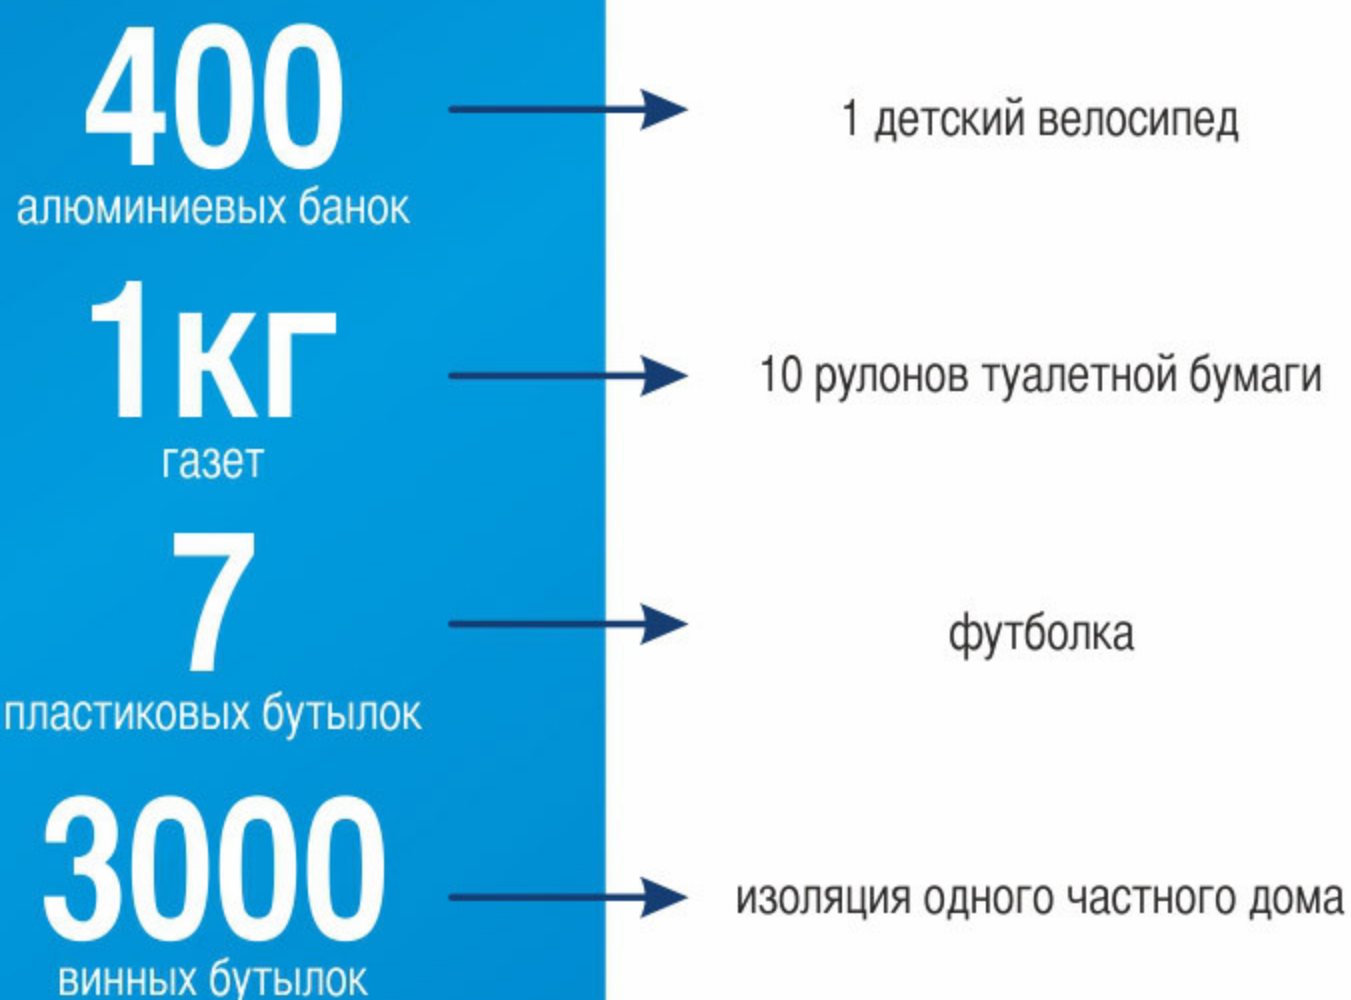 400
алюминиевых банок
1 детский велосипед
1кг
газет
10 рулонов туалетной бумаги
7
пластиковых бутылок
футболка
3000
винных бутылок
изоляция одного частного дома